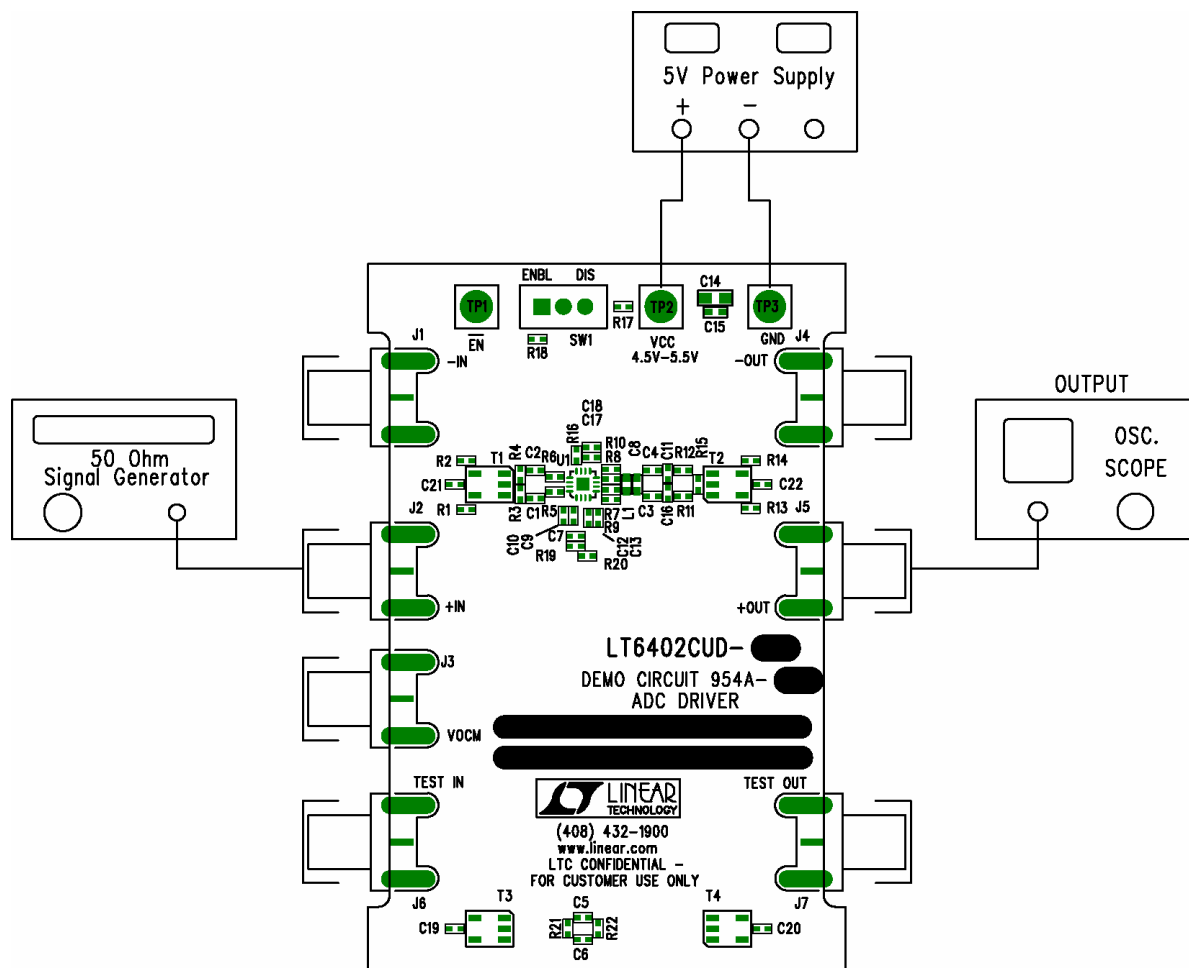 5V Power Supply
+ −
ENBL DIS
C14
TP1
TP2
TP3
R17
C15
J1
EN
R18
SW1
VCC
4.5V−5.5V
GND
J4
−IN
−OUT
OUTPUT
OSC.
SCOPE
50 Ohm
Signal Generator
C18
C17
R16
R4
C2
R6
U1
R10
R8
C8
C4
C11
R12
R15
R2
T1
T2
R14
C21
C22
R1
R3
C1
R5
R7
R9
L1
C3
C16
R11
R13
J2
J5
C10
C9
C7
C12
C13
R19
R20
+IN
+OUT
LT6402CUD-
DEMO CIRCUIT 954A-
ADC DRIVER
J3
VOCM
TEST IN
TEST OUT
LINEAR
TECHNOLOGY
(408) 432-1900
www.linear.com
LTC CONFIDENTIAL −
FOR CUSTOMER USE ONLY
J6
J7
T3
C5
T4
C19
R21
R22
C20
C6